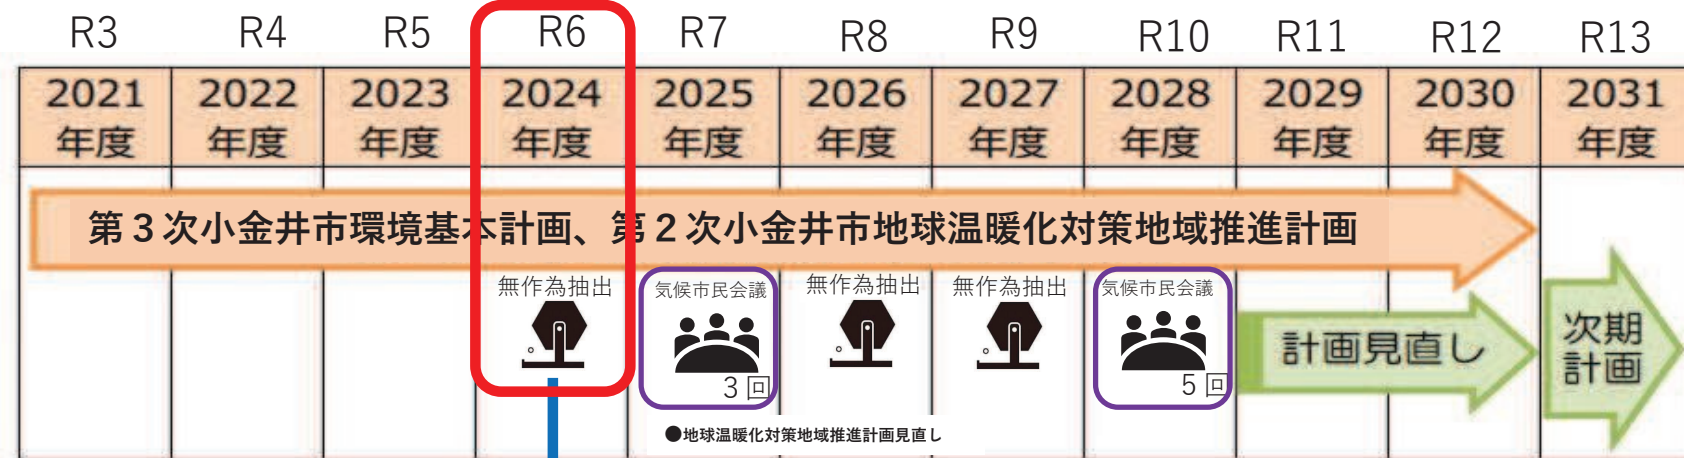 R3 R4 R5 R6 R7 R8 R9 R10 R11 R12 R13
2021 2022 2023 2024 2025 2026 2027 2028 2029 2030 2031
年度 年度 年度 年度 年度 年度 年度 年度 年度 年度 年度
第３次小金井市環境基本計画、第２次小金井市地球温暖化対策地域推進計画
無作為抽出 気候市民会議 無作為抽出 無作為抽出 気候市民会議
計画見直し
次期
計画
３回 ５回
●地球温暖化対策地域推進計画見直し